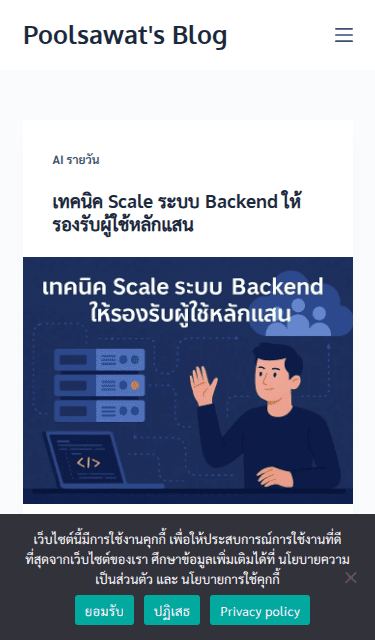 Poolsawat's Blog
AI รายวัน
เทคนิค Scale ระบบ Backend ให้
รองรับผู้ใช้หลักแสน
เทคนิค Scale ระบบ Backend
ให้รองรับผู้ใช้หลักแสน
</>
เว็บไซต์นี้มีการใช้งานคุกกี้ เพื่อให้ประสบการณ์การใช้งานที่ดี
ที่สุดจากเว็บไซต์ของเรา ศึกษาข้อมูลเพิ่มเติมได้ที่ นโยบายความ
เป็นส่วนตัว และ นโยบายการใช้คุกกี้
ยอมรับ ปฏิเสธ Privacy policy